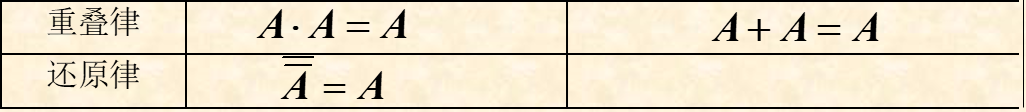 重叠律 A · A = A A + A = A
还原律 A̿ = A